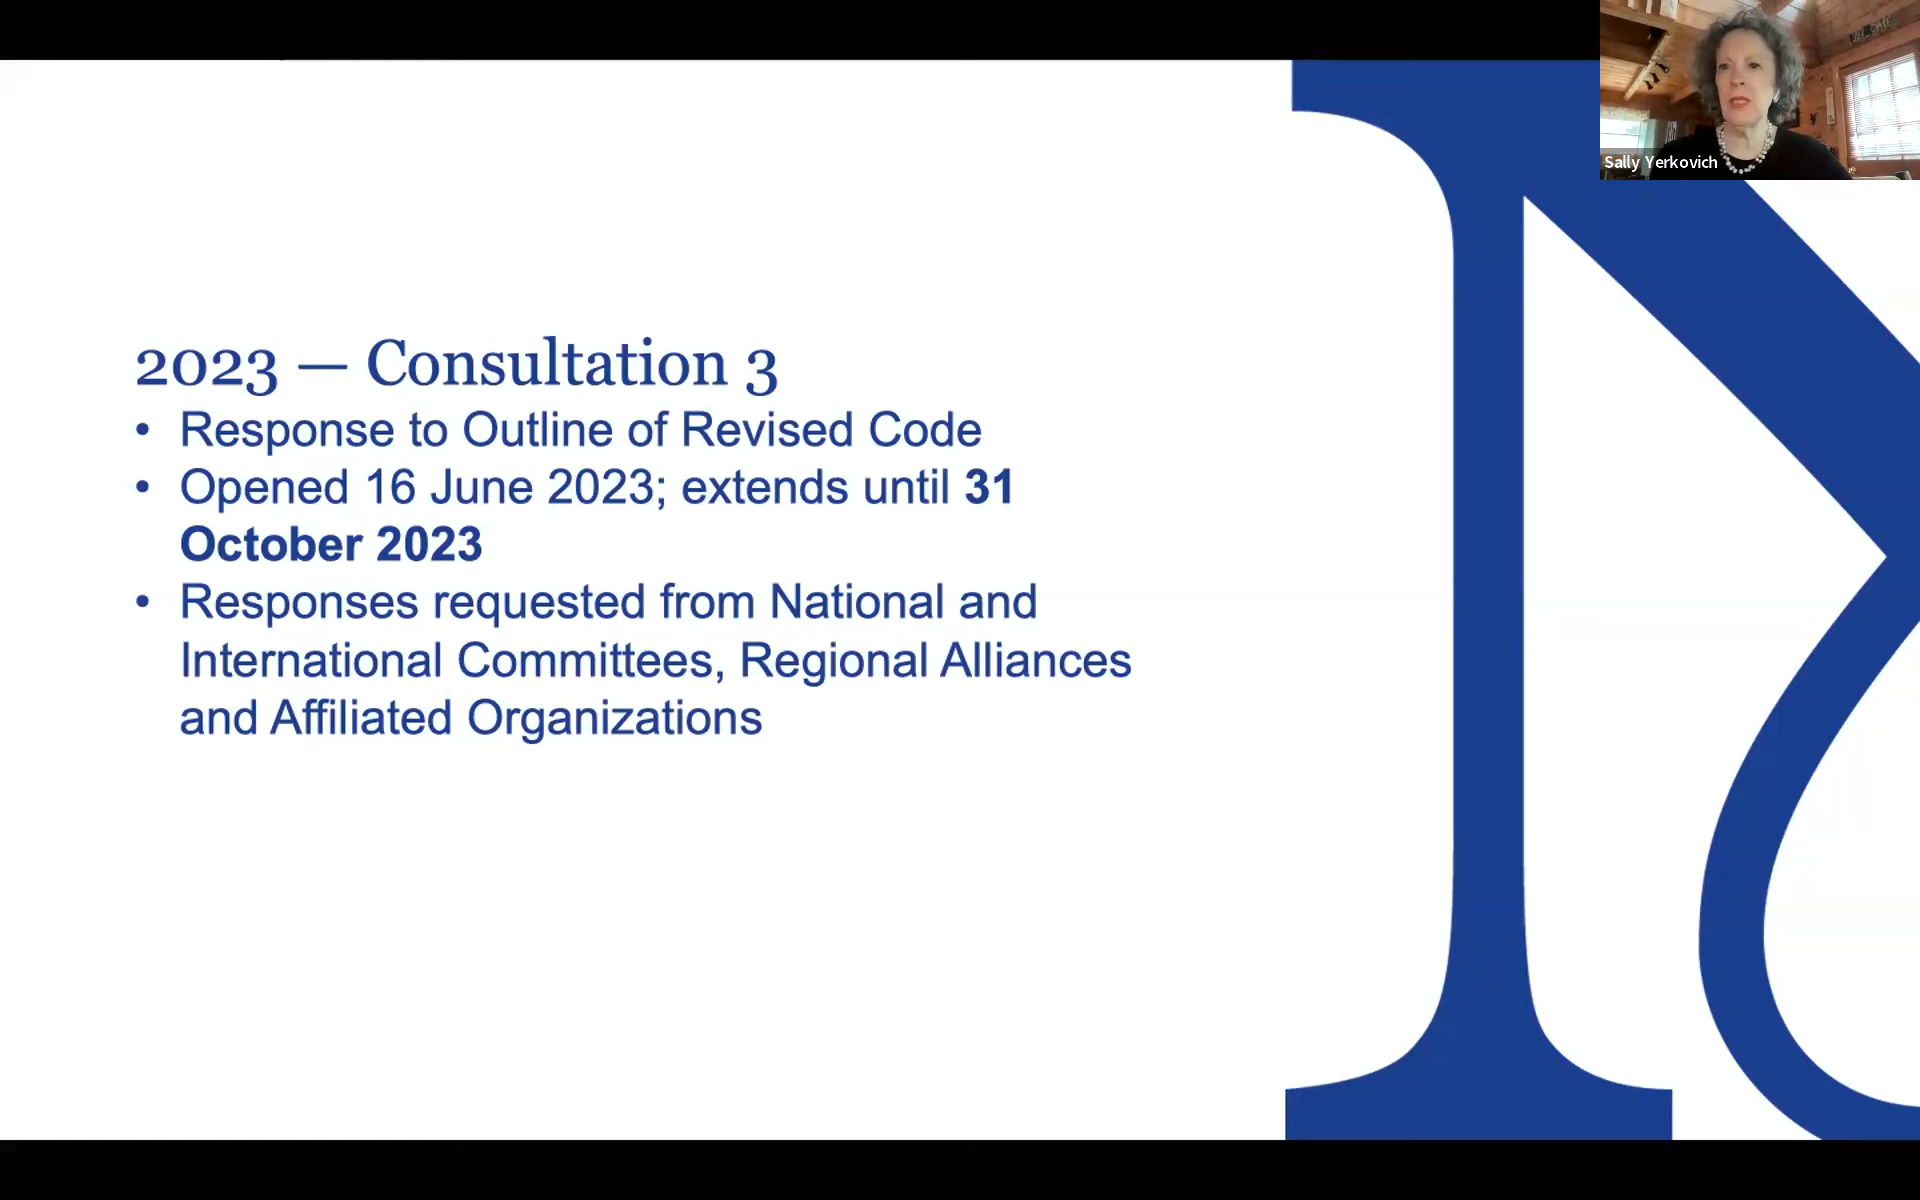 Sally Yerkovich
2023 — Consultation 3
• Response to Outline of Revised Code
• Opened 16 June 2023; extends until 31
October 2023
• Responses requested from National and
International Committees, Regional Alliances
and Affiliated Organizations